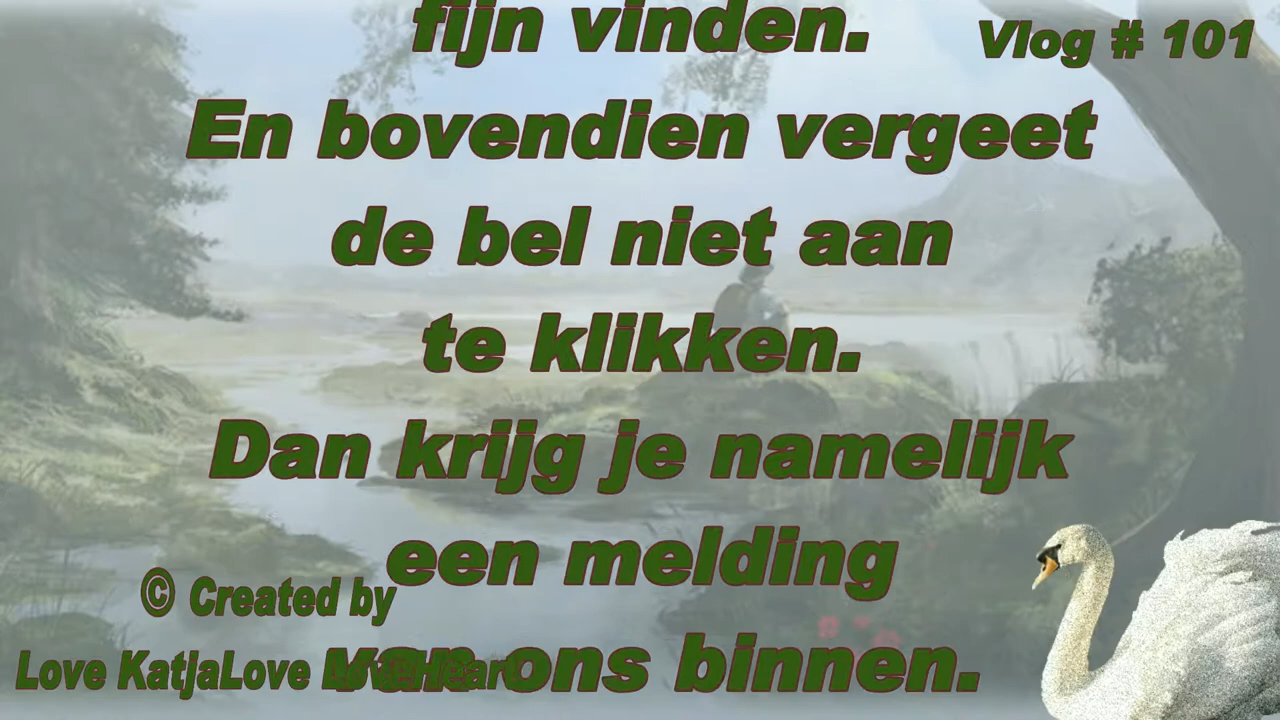 fijn vinden.
Vlog # 101
En bovendien vergeet
de bel niet aan
te klikken.
Dan krijg je namelijk
een melding
© Created by
van ons binnen.
Love KatjaLove